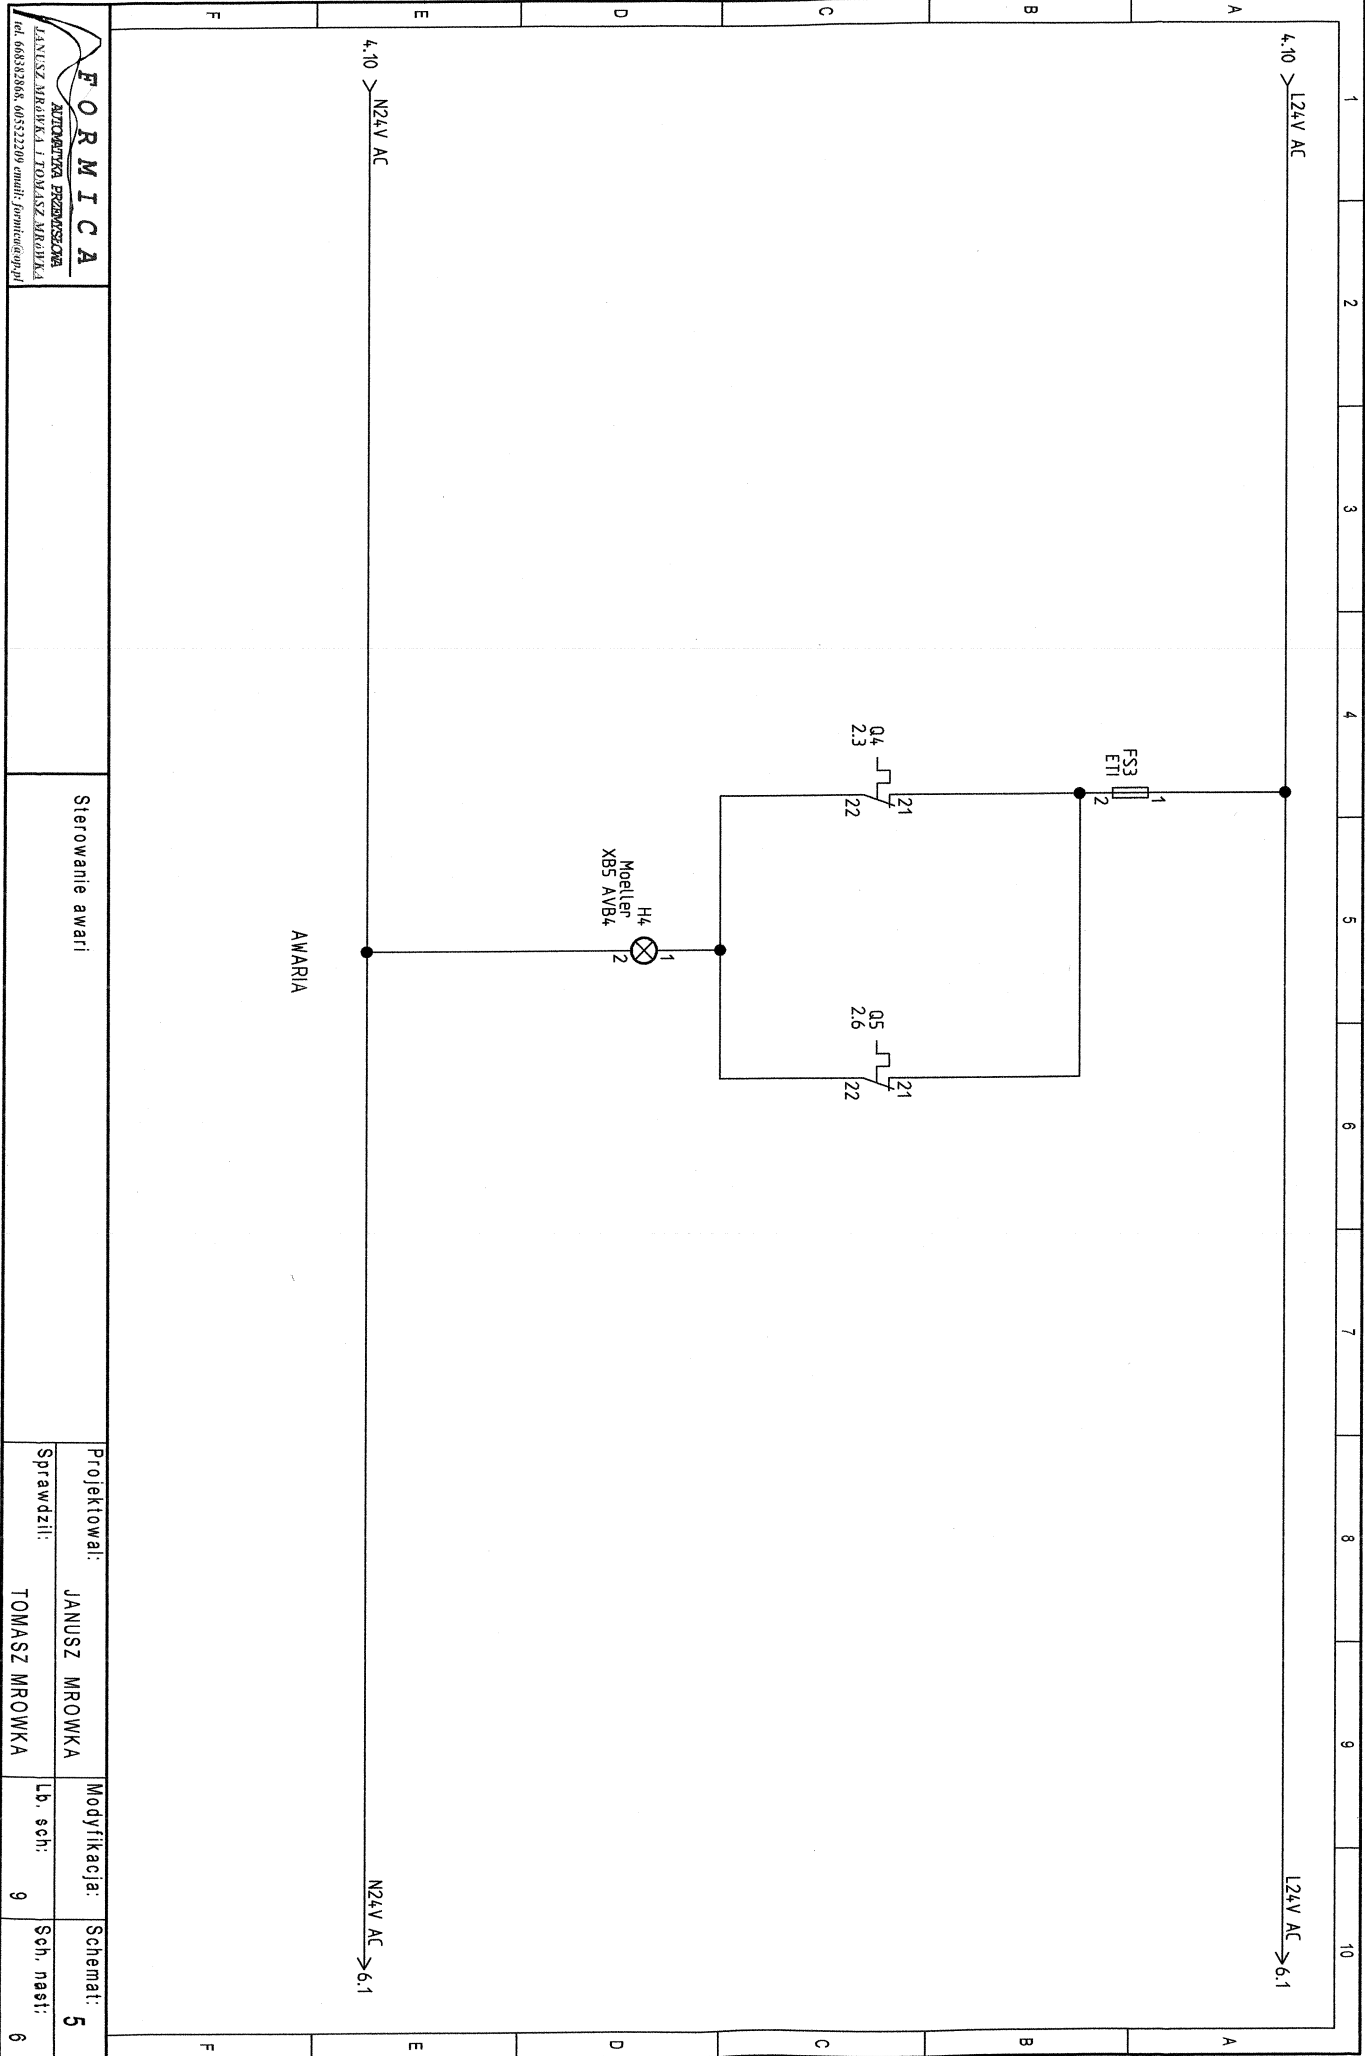 1
2
3
4
5
6
7
8
9
10
A
B
C
D
E
F
4.10
L24V AC
L24V AC
6.1
FS3
ETI
1
2
Q4
2.3
21
22
Q5
2.6
21
22
H4
Moeller
XB5 AVB4
1
2
4.10
N24V AC
N24V AC
6.1
AWARIA
A
B
C
D
E
F
FORMICA
AUTOMATYKA PRZEMYSŁOWA
JANUSZ MRóWKA i TOMASZ MRóWKA
tel. 668382868, 605522209 email: formica@op.pl
Sterowanie awari
Projektowal: JANUSZ MROWKA
Sprawdzil: TOMASZ MROWKA
Modyfikacja:
Schemat: 5
Lb. sch: 9
Sch. nast: 6